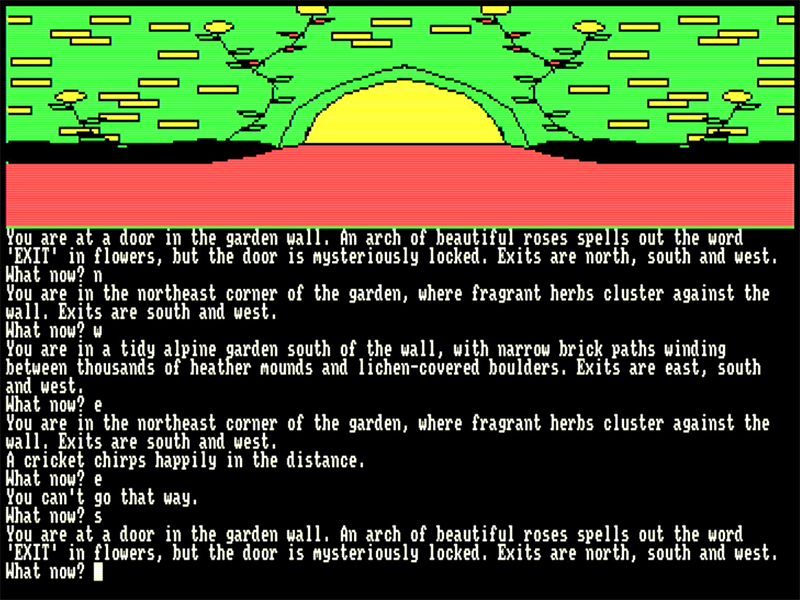 You are at a door in the garden wall. An arch of beautiful roses spells out the word
'EXIT' in flowers, but the door is mysteriously locked. Exits are north, south and west.
What now? n
You are in the northeast corner of the garden, where fragrant herbs cluster against the
wall. Exits are south and west.
What now? w
You are in a tidy alpine garden south of the wall, with narrow brick paths winding
between thousands of heather mounds and lichen-covered boulders. Exits are east, south
and west.
What now? e
You are in the northeast corner of the garden, where fragrant herbs cluster against the
wall. Exits are south and west.
A cricket chirps happily in the distance.
What now? e
You can't go that way.
What now? s
You are at a door in the garden wall. An arch of beautiful roses spells out the word
'EXIT' in flowers, but the door is mysteriously locked. Exits are north, south and west.
What now?